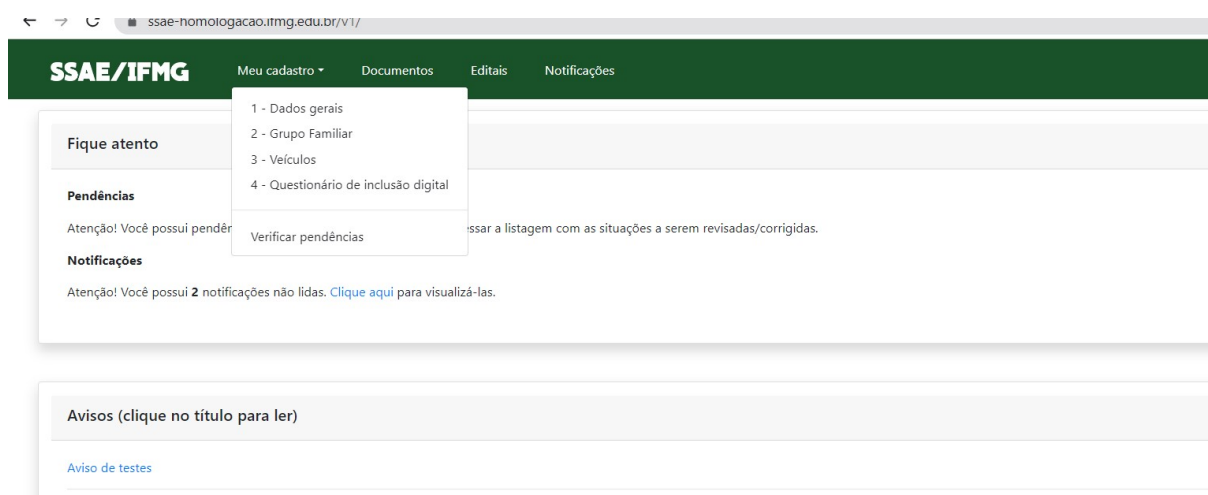 ssae-homologacao.ifmg.edu.br/v1/
SSAE/IFMG Meu cadastro Documentos Editais Notificações
1 - Dados gerais
2 - Grupo Familiar
3 - Veículos
4 - Questionário de inclusão digital
Verificar pendências
Fique atento
Pendências
Atenção! Você possui pendên essar a listagem com as situações a serem revisadas/corrigidas.
Notificações
Atenção! Você possui 2 notificações não lidas. Clique aqui para visualizá-las.
Avisos (clique no título para ler)
Aviso de testes